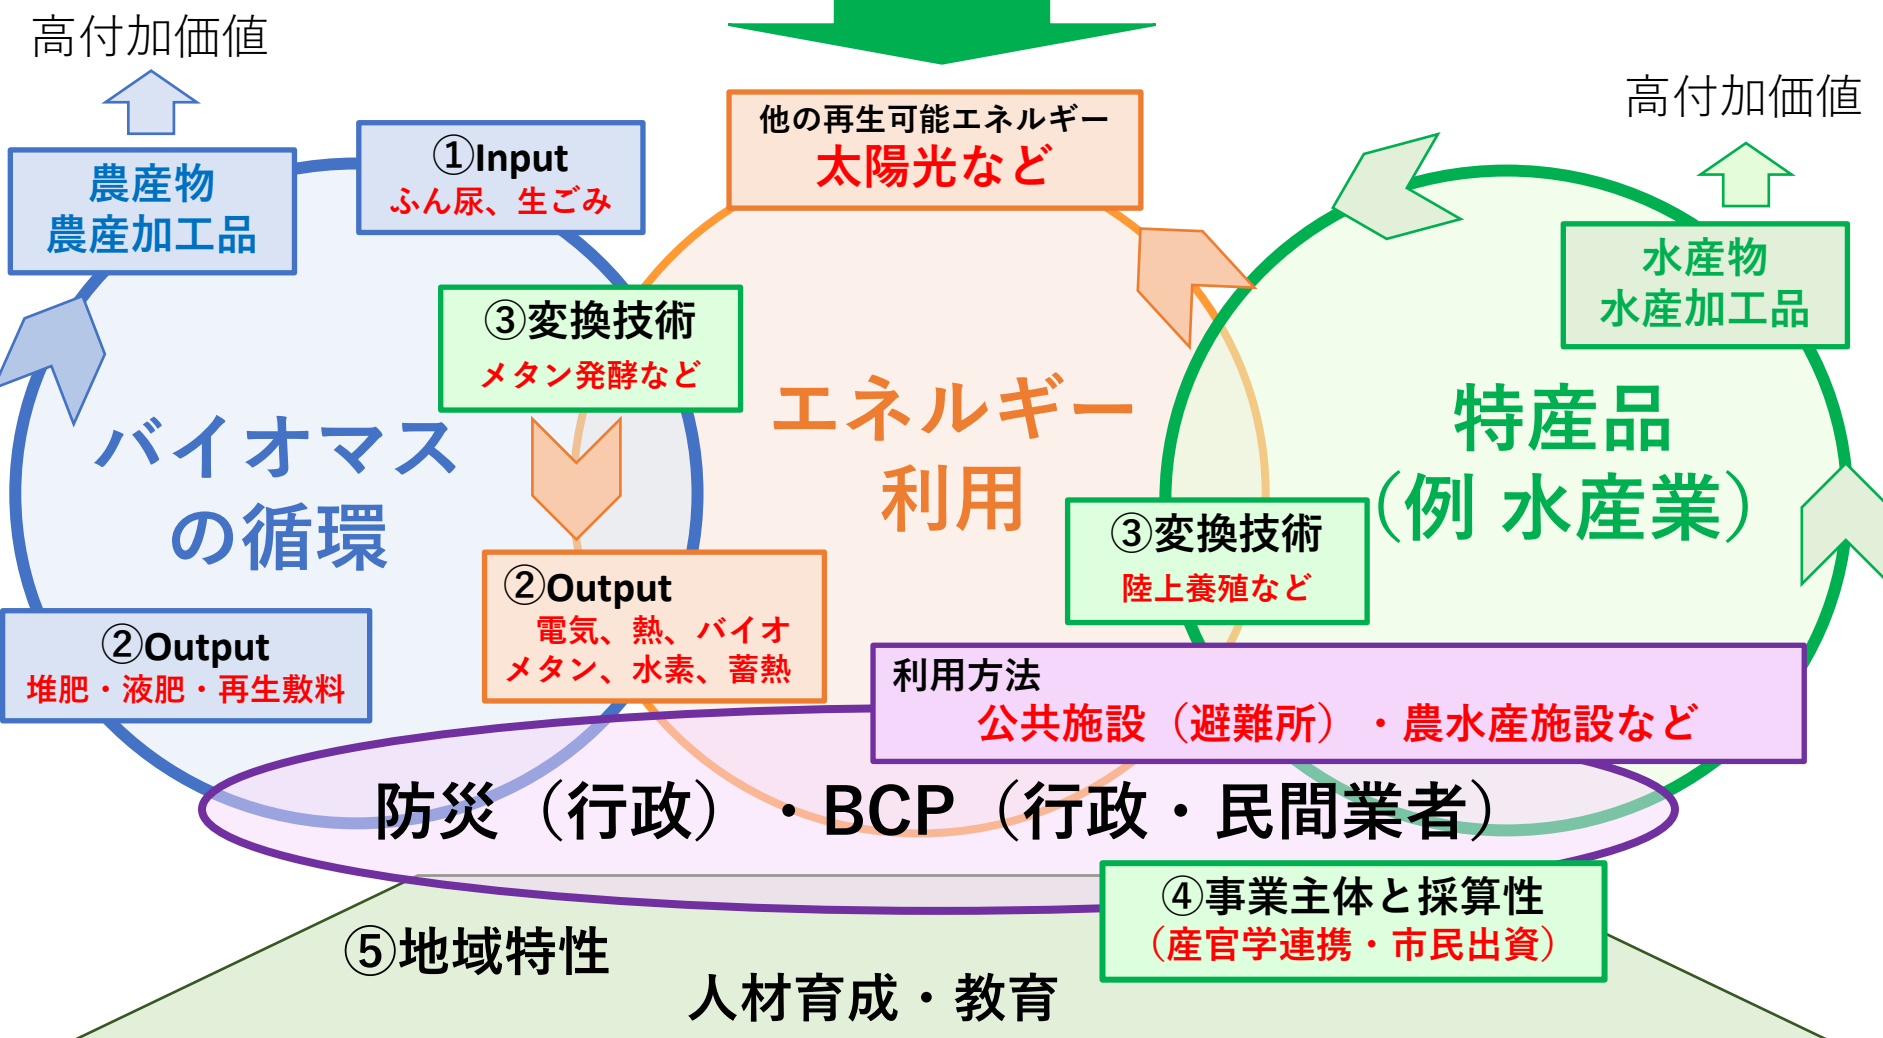 高付加価値
高付加価値
農産物
農産加工品
①Input
ふん尿、生ごみ
他の再生可能エネルギー
太陽光など
水産物
水産加工品
③変換技術
メタン発酵など
バイオマス
の循環
エネルギー
利用
特産品
（例 水産業）
③変換技術
陸上養殖など
②Output
電気、熱、バイオ
メタン、水素、蓄熱
②Output
堆肥・液肥・再生敷料
利用方法
公共施設（避難所）・農水産施設など
防災（行政）・BCP（行政・民間業者）
④事業主体と採算性
（産官学連携・市民出資）
⑤地域特性
人材育成・教育